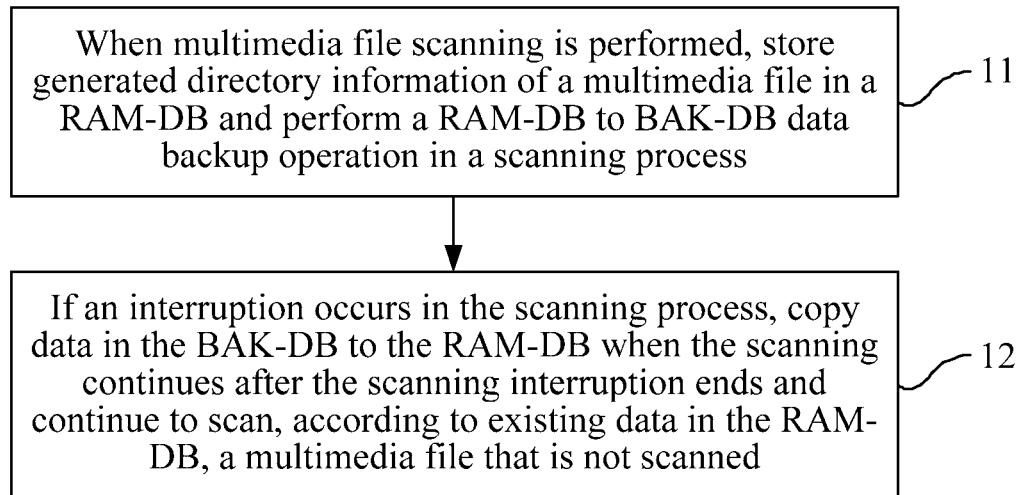 When multimedia file scanning is performed, store
generated directory information of a multimedia file in a
RAM-DB and perform a RAM-DB to BAK-DB data
backup operation in a scanning process
11
If an interruption occurs in the scanning process, copy
data in the BAK-DB to the RAM-DB when the scanning
continues after the scanning interruption ends and
continue to scan, according to existing data in the RAM-
DB, a multimedia file that is not scanned
12